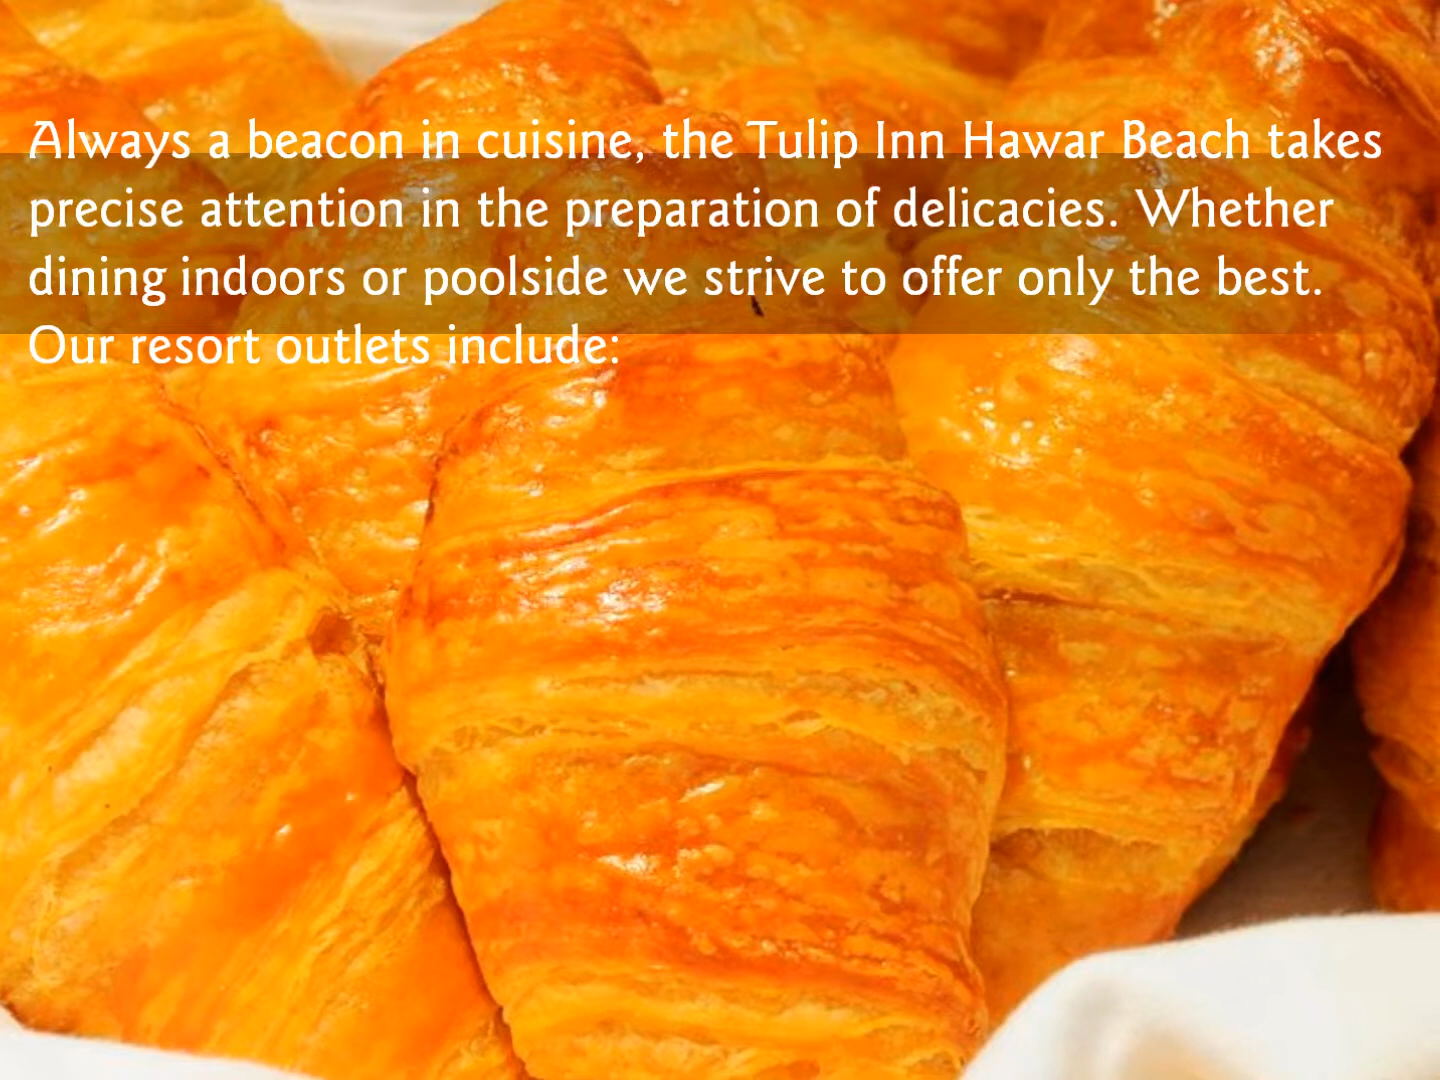 Always a beacon in cuisine, the Tulip Inn Hawar Beach takes
precise attention in the preparation of delicacies. Whether
dining indoors or poolside we strive to offer only the best.
Our resort outlets include: